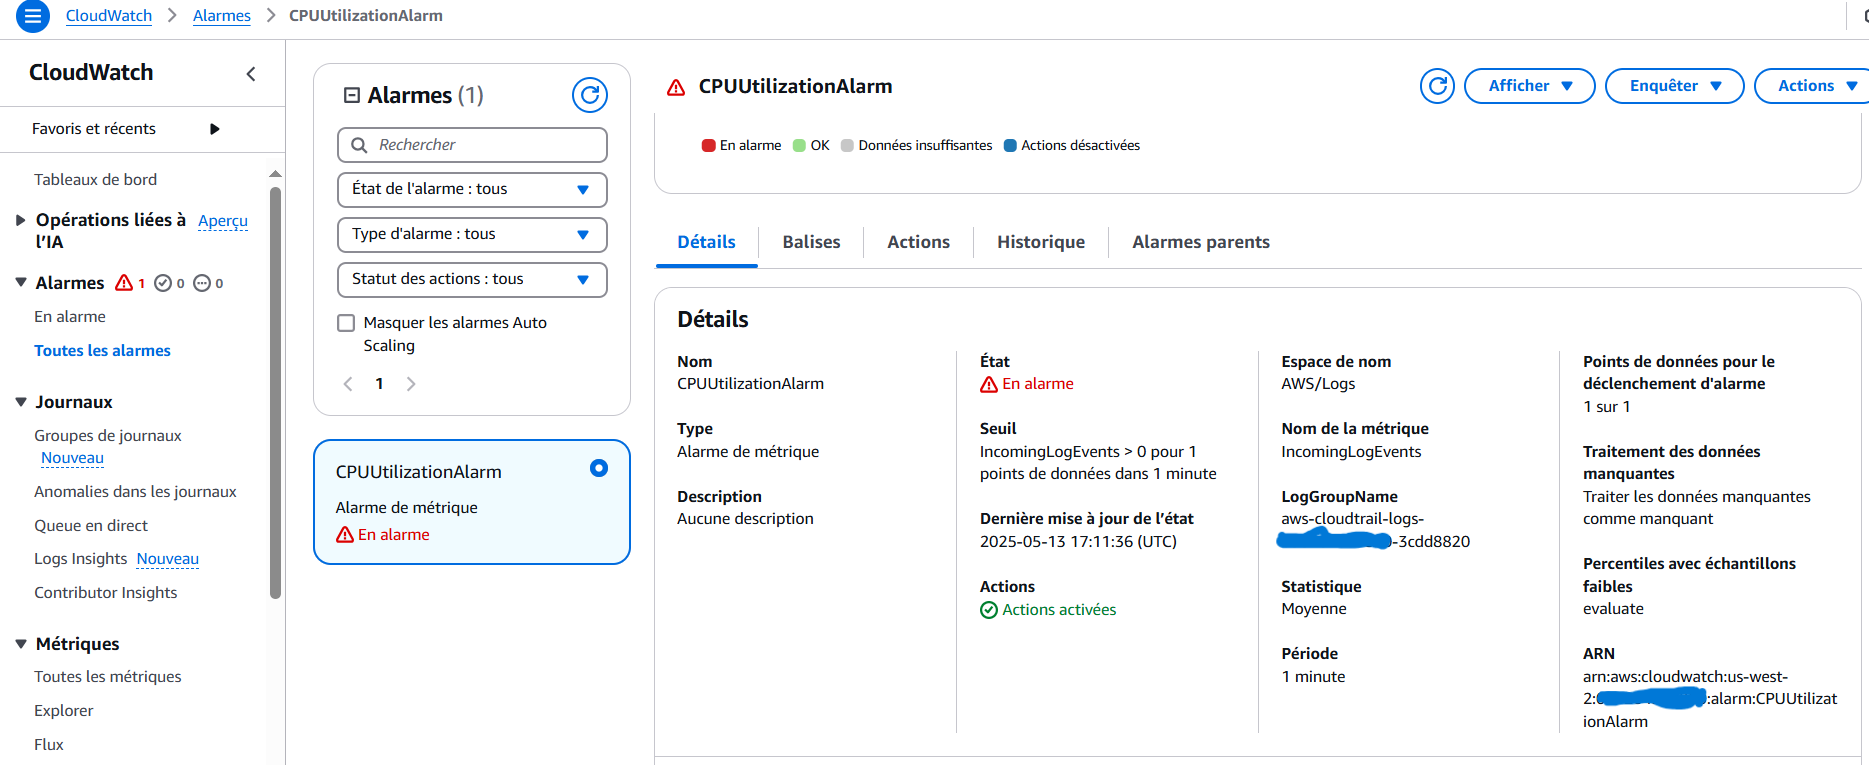 CloudWatch > Alarmes > CPUUtilizationAlarm
CloudWatch
Favoris et récents
Tableaux de bord
Opérations liées à l'IA Aperçu
Alarmes 1 0 0
En alarme
Toutes les alarmes
Journaux
Groupes de journaux
Nouveau
Anomalies dans les journaux
Queue en direct
Logs Insights Nouveau
Contributor Insights
Métriques
Toutes les métriques
Explorer
Flux
Alarmes (1)
Rechercher
État de l'alarme : tous
Type d'alarme : tous
Statut des actions : tous
Masquer les alarmes Auto
Scaling
1
CPUUtilizationAlarm
Alarme de métrique
En alarme
CPUUtilizationAlarm
Afficher
Enquêter
Actions
En alarme OK Données insuffisantes Actions désactivées
Détails Balises Actions Historique Alarmes parents
Détails
Nom
CPUUtilizationAlarm
Type
Alarme de métrique
Description
Aucune description
État
En alarme
Seuil
IncomingLogEvents > 0 pour 1
points de données dans 1 minute
Dernière mise à jour de l'état
2025-05-13 17:11:36 (UTC)
Actions
Actions activées
Espace de nom
AWS/Logs
Nom de la métrique
IncomingLogEvents
LogGroupName
aws-cloudtrail-logs-
-3cdd8820
Statistique
Moyenne
Période
1 minute
Points de données pour le
déclenchement d'alarme
1 sur 1
Traitement des données
manquantes
Traiter les données manquantes
comme manquant
Percentiles avec échantillons
faibles
evaluate
ARN
arn:aws:cloudwatch:us-west-
2: :alarm:CPUUtilizat
ionAlarm